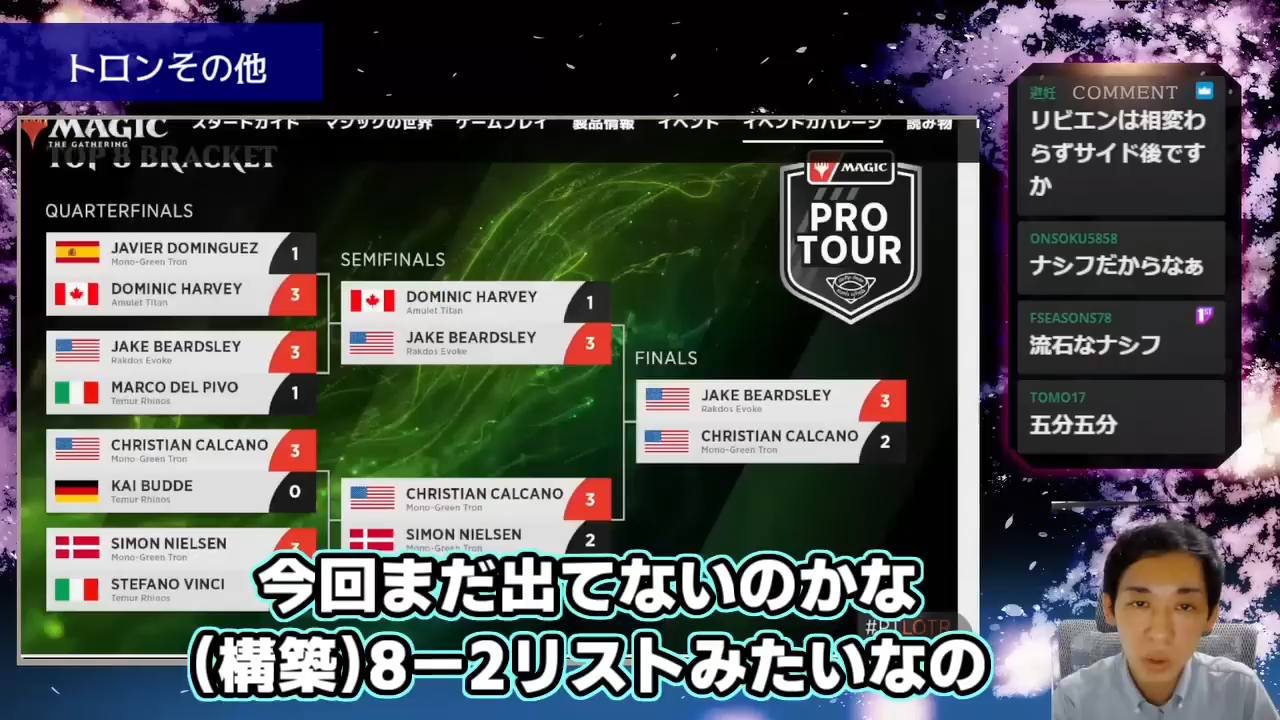 トロンその他
MAGIC
THE GATHERING
スタートガイド マジックの世界 ゲームプレイ 製品情報 イベント イベントカバレージ 読み物
TOP 8 BRACKET
QUARTERFINALS
JAVIER DOMINGUEZ 1
Mono-Green Tron
DOMINIC HARVEY 3
Amulet Titan
JAKE BEARDSLEY 3
Rakdos Evoke
MARCO DEL PIVO 1
Temur Rhinos
CHRISTIAN CALCANO 3
Mono-Green Tron
KAI BUDDE 0
Temur Rhinos
SIMON NIELSEN 3
Mono-Green Tron
STEFANO VINCI
Temur Rhinos
SEMIFINALS
DOMINIC HARVEY 1
Amulet Titan
JAKE BEARDSLEY 3
Rakdos Evoke
CHRISTIAN CALCANO 3
Mono-Green Tron
SIMON NIELSEN 2
Mono-Green Tron
FINALS
JAKE BEARDSLEY 3
Rakdos Evoke
CHRISTIAN CALCANO 2
Mono-Green Tron
MAGIC
PRO
TOUR
#PTLOTR
COMMENT
避妊
リビエンは相変わ
らずサイド後です
か
ONSOKU5858
ナシフだからなぁ
FSEASONS78
1ST
流石なナシフ
TOMO17
五分五分
今回まだ出てないのかな
(構築)8ー2リストみたいなの